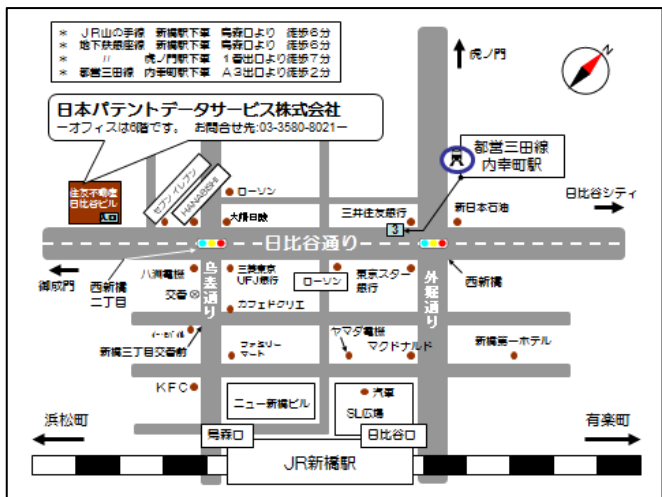 * ＪＲ山の手線 新橋駅下車 烏森口より 徒歩６分
* 地下鉄銀座線 新橋駅下車 烏森口より 徒歩６分
* 〃 虎ノ門駅下車 １番出口より徒歩７分
* 都営三田線 内幸町駅下車 Ａ３出口より徒歩２分
虎ノ門
日本パテントデータサービス株式会社
－オフィスは6階です。 お問合せ先:03-3580-8021－
都営三田線
内幸町駅
住友不動産
日比谷ビル
入口
セブンイレブン
HANABISHI
ローソン
三井住友銀行
3
新日本石油
日比谷シティ
日比谷通り
御成門
西新橋
二丁目
八洲電機
交番
烏森通り
三菱東京
UFJ銀行
ローソン
東京スター
銀行
外堀通り
西新橋
カフェドクリエ
新橋三丁目交番前
ファミリー
マート
ヤマダ電機
マクドナルド
新橋第一ホテル
ＫＦＣ
ニュー新橋ビル
汽車
SL広場
浜松町
烏森口
日比谷口
有楽町
JR新橋駅